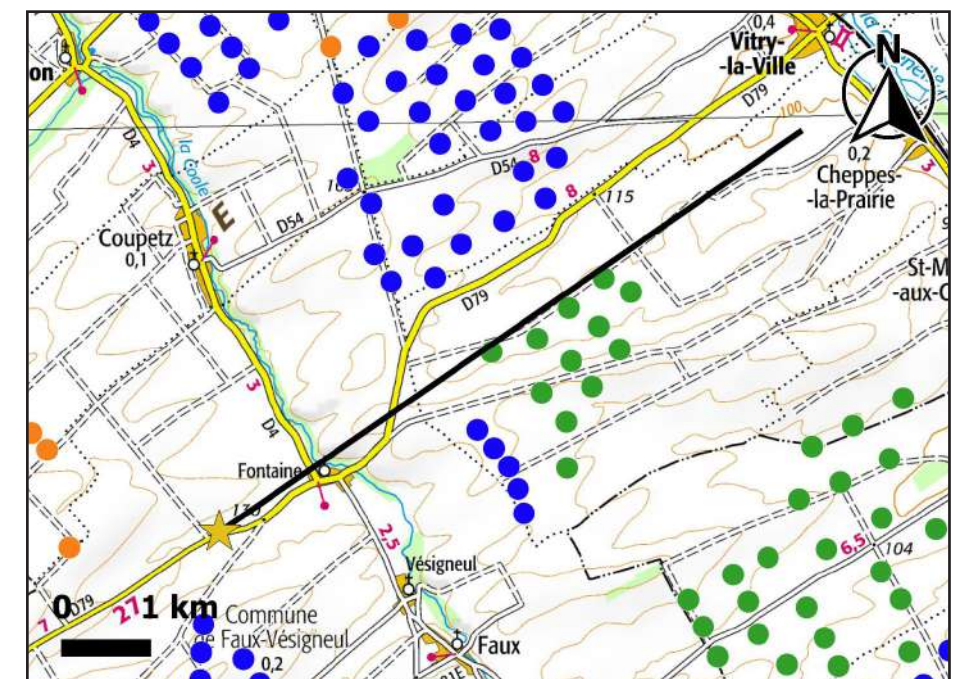 0,4
Vitry-
-la-Ville
N
on
D79
100
D4
3
la Coole
D54
8
0,2
3
Cheppes-
-la-Prairie
E
8
115
D54
Coupetz
0,1
St-M
-aux-C
D79
3
D4
Fontaine
130
2,5
6,5
104
Vésigneul
0
1 km
D79
27
7
Commune
de Faux-Vésigneul
0,2
Faux